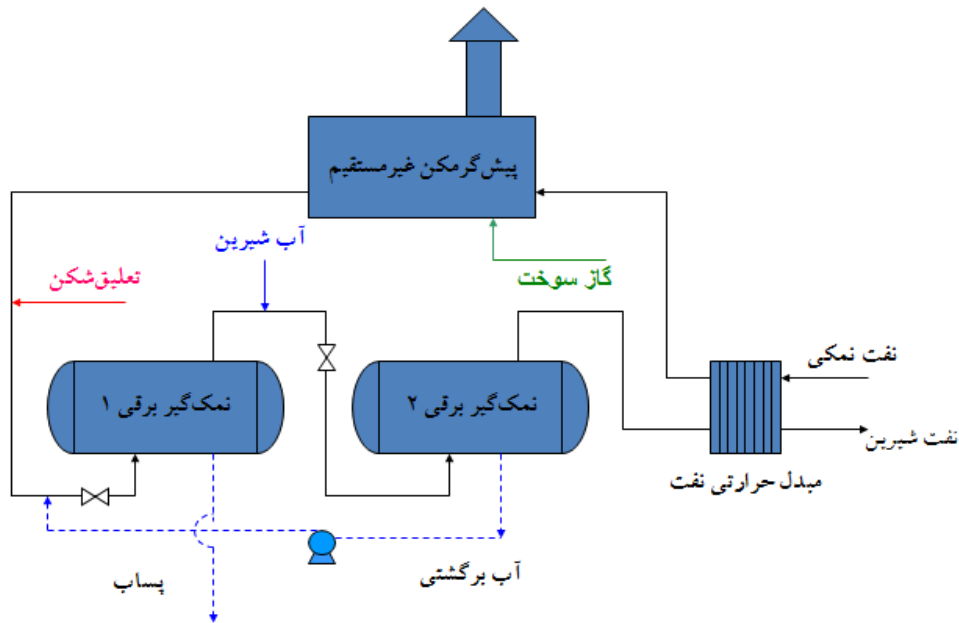 پیش‌گرمکن غیرمستقیم
آب شیرین
تعلیق‌شکن
گاز سوخت
نفت نمکی
نمک‌گیر برقی ۱
نمک‌گیر برقی ۲
نفت شیرین
مبدل حرارتی نفت
آب برگشتی
پساب